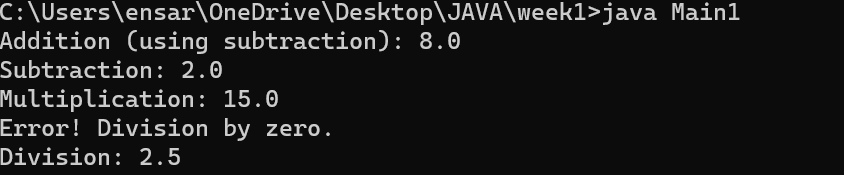 C:\Users\ensar\OneDrive\Desktop\JAVA\week1>java Main1
Addition (using subtraction): 8.0
Subtraction: 2.0
Multiplication: 15.0
Error! Division by zero.
Division: 2.5